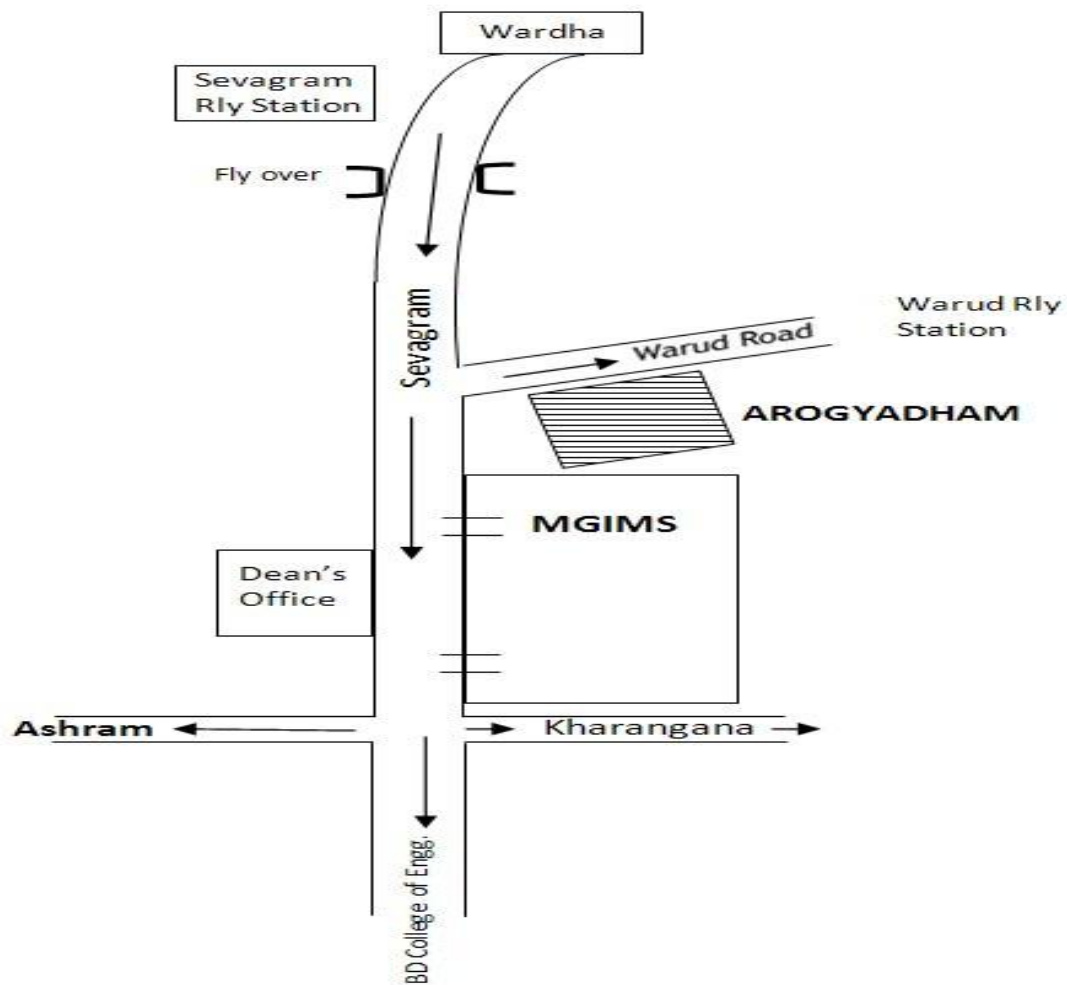 Wardha
Sevagram
Rly Station
Fly over
Sevagram
Warud Rly
Station
Warud Road
AROGYADHAM
MGIMS
Dean's
Office
Ashram
Kharangana
BD College of Engg.